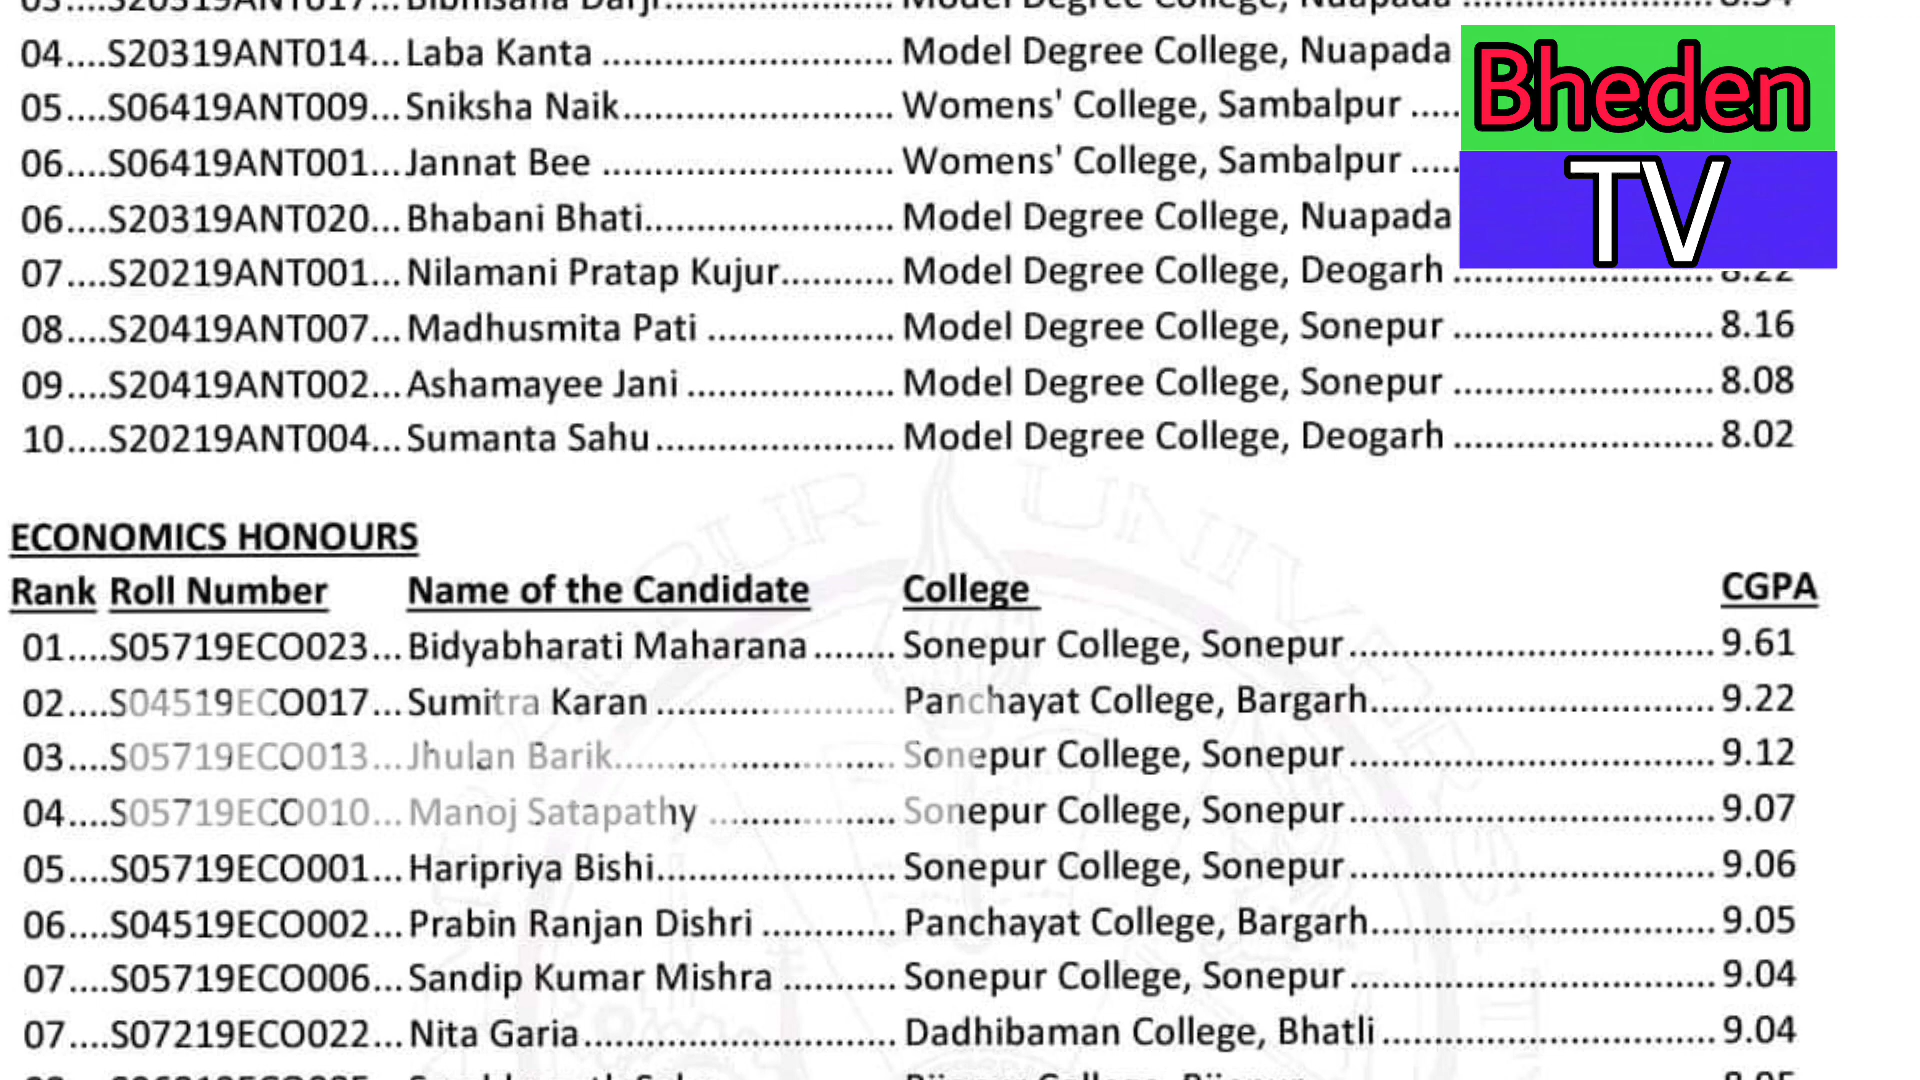 04....S20319ANT014...Laba Kanta ............................ Model Degree College, Nuapada
05....S06419ANT009...Sniksha Naik.......................... Womens' College, Sambalpur .....
06....S06419ANT001...Jannat Bee ............................ Womens' College, Sambalpur .....
06....S20319ANT020...Bhabani Bhati........................ Model Degree College, Nuapada
07....S20219ANT001...Nilamani Pratap Kujur........... Model Degree College, Deogarh ......................... 8.22
08....S20419ANT007...Madhusmita Pati .................. Model Degree College, Sonepur ......................... 8.16
09....S20419ANT002...Ashamayee Jani .................... Model Degree College, Sonepur ......................... 8.08
10....S20219ANT004...Sumanta Sahu....................... Model Degree College, Deogarh ......................... 8.02
Bheden
TV
ECONOMICS HONOURS
Rank Roll Number Name of the Candidate College CGPA
01....S05719ECO023...Bidyabharati Maharana ........ Sonepur College, Sonepur................................... 9.61
02....S04519ECO017...Sumitra Karan ....................... Panchayat College, Bargarh................................. 9.22
03....S05719ECO013...Jhulan Barik........................... Sonepur College, Sonepur................................... 9.12
04....S05719ECO010...Manoj Satapathy .................. Sonepur College, Sonepur................................... 9.07
05....S05719ECO001...Haripriya Bishi....................... Sonepur College, Sonepur................................... 9.06
06....S04519ECO002...Prabin Ranjan Dishri ............. Panchayat College, Bargarh................................. 9.05
07....S05719ECO006...Sandip Kumar Mishra ........... Sonepur College, Sonepur................................... 9.04
07....S07219ECO022...Nita Garia.............................. Dadhibaman College, Bhatli ................................ 9.04